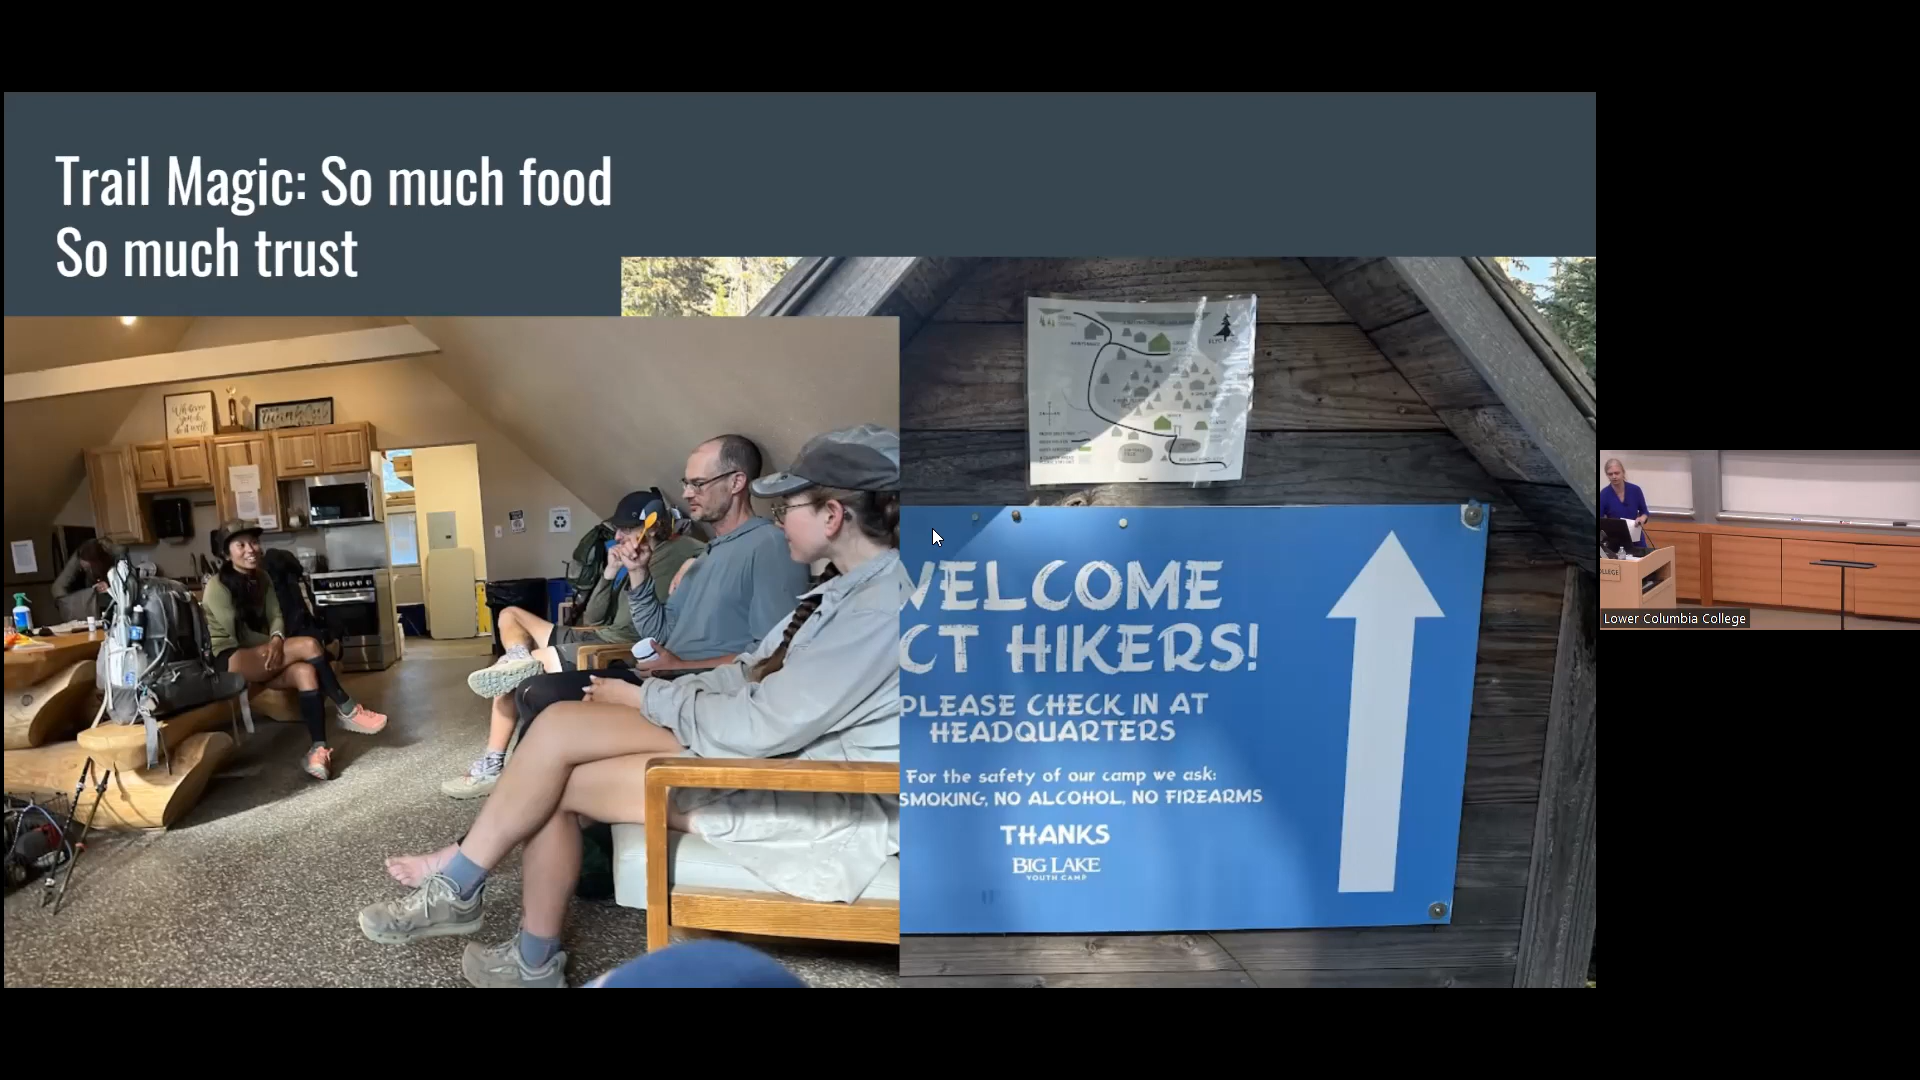 Trail Magic: So much food
So much trust
WELCOME
CT HIKERS!
PLEASE CHECK IN AT
HEADQUARTERS
For the safety of our camp we ask:
SMOKING, NO ALCOHOL, NO FIREARMS
THANKS
BIG LAKE
YOUTH CAMP
Lower Columbia College